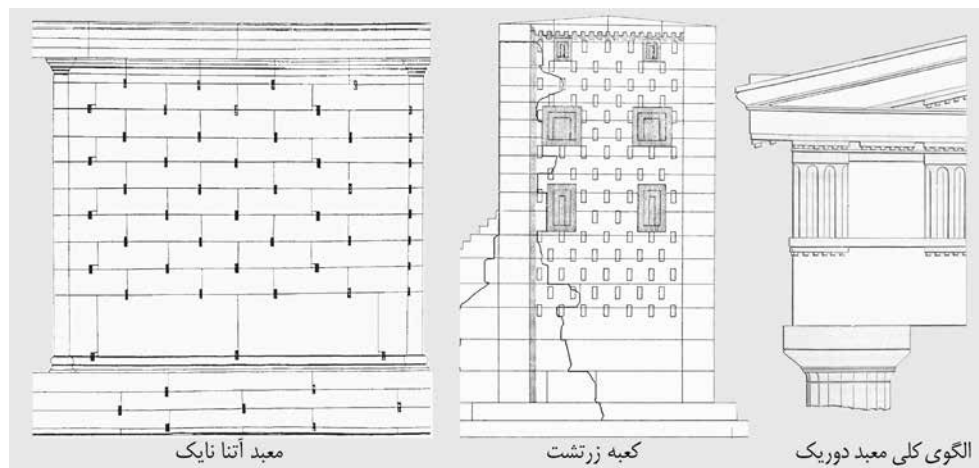 الگوی کلی معبد دوریک
کعبه زرتشت
معبد آتنا نایک